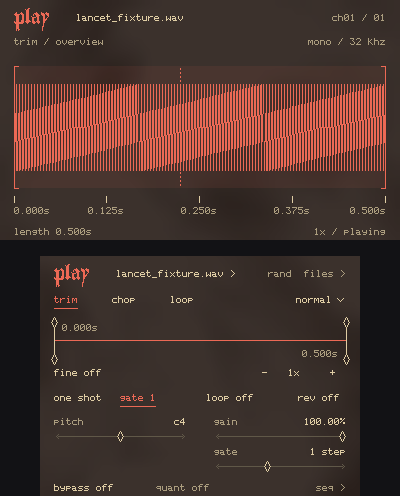 play lancet_fixture.wav ch01 / 01
trim / overview mono / 32 Khz
0.000s 0.125s 0.250s 0.375s 0.500s
length 0.500s 1x / playing
play lancet_fixture.wav > rand files >
trim chop loop normal
0.000s
0.500s
fine off - 1x +
one shot gate 1 loop off rev off
pitch c4 gain 100.00%
gate 1 step
bypass off quant off seq >